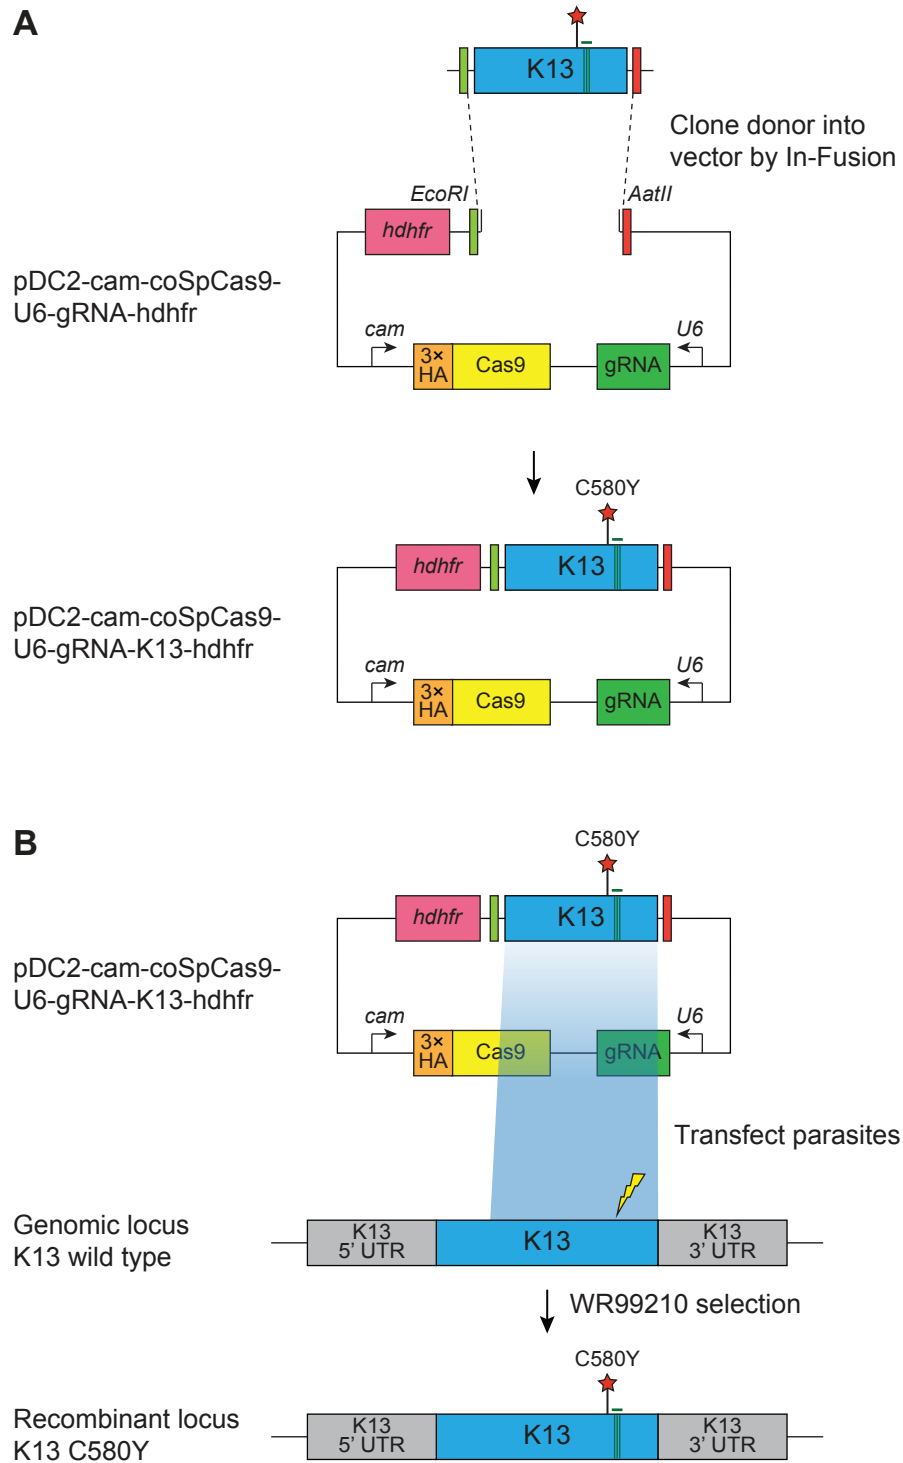 A
K13
Clone donor into
vector by In-Fusion
EcoRI
AatII
hdhfr
pDC2-cam-coSpCas9-
U6-gRNA-hdhfr
cam
U6
3×
HA
Cas9
gRNA
C580Y
hdhfr
K13
pDC2-cam-coSpCas9-
U6-gRNA-K13-hdhfr
cam
U6
3×
HA
Cas9
gRNA
B
C580Y
hdhfr
K13
pDC2-cam-coSpCas9-
U6-gRNA-K13-hdhfr
cam
U6
3×
HA
Cas9
gRNA
Transfect parasites
Genomic locus
K13 wild type
K13
5’ UTR
K13
K13
3’ UTR
WR99210 selection
C580Y
Recombinant locus
K13 C580Y
K13
5’ UTR
K13
K13
3’ UTR